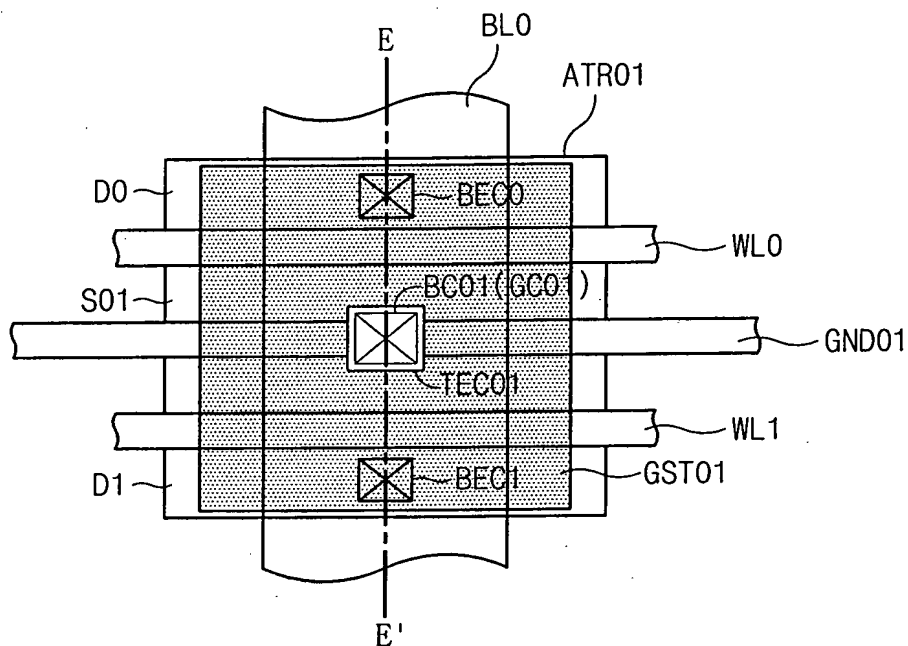 E
BL0
ATR01
D0
BEC0
WL0
S01
BC01(GC01)
GND01
TEC01
WL1
D1
BEC1
GST01
E'